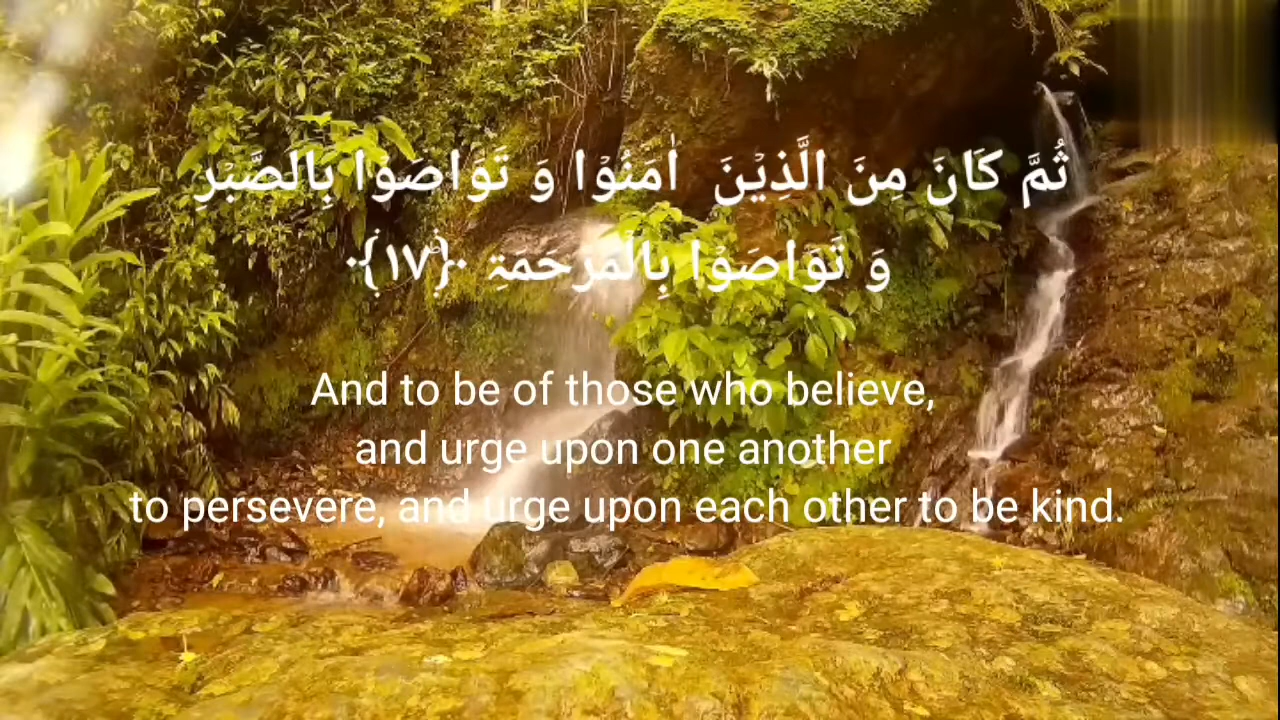 ثُمَّ کَانَ مِنَ الَّذِیۡنَ اٰمَنُوۡا وَ تَوَاصَوۡا بِالصَّبۡرِ
وَ تَوَاصَوۡا بِالۡمَرۡحَمَۃِ ﴿ؕ۱۷﴾
And to be of those who believe,
and urge upon one another
to persevere, and urge upon each other to be kind.